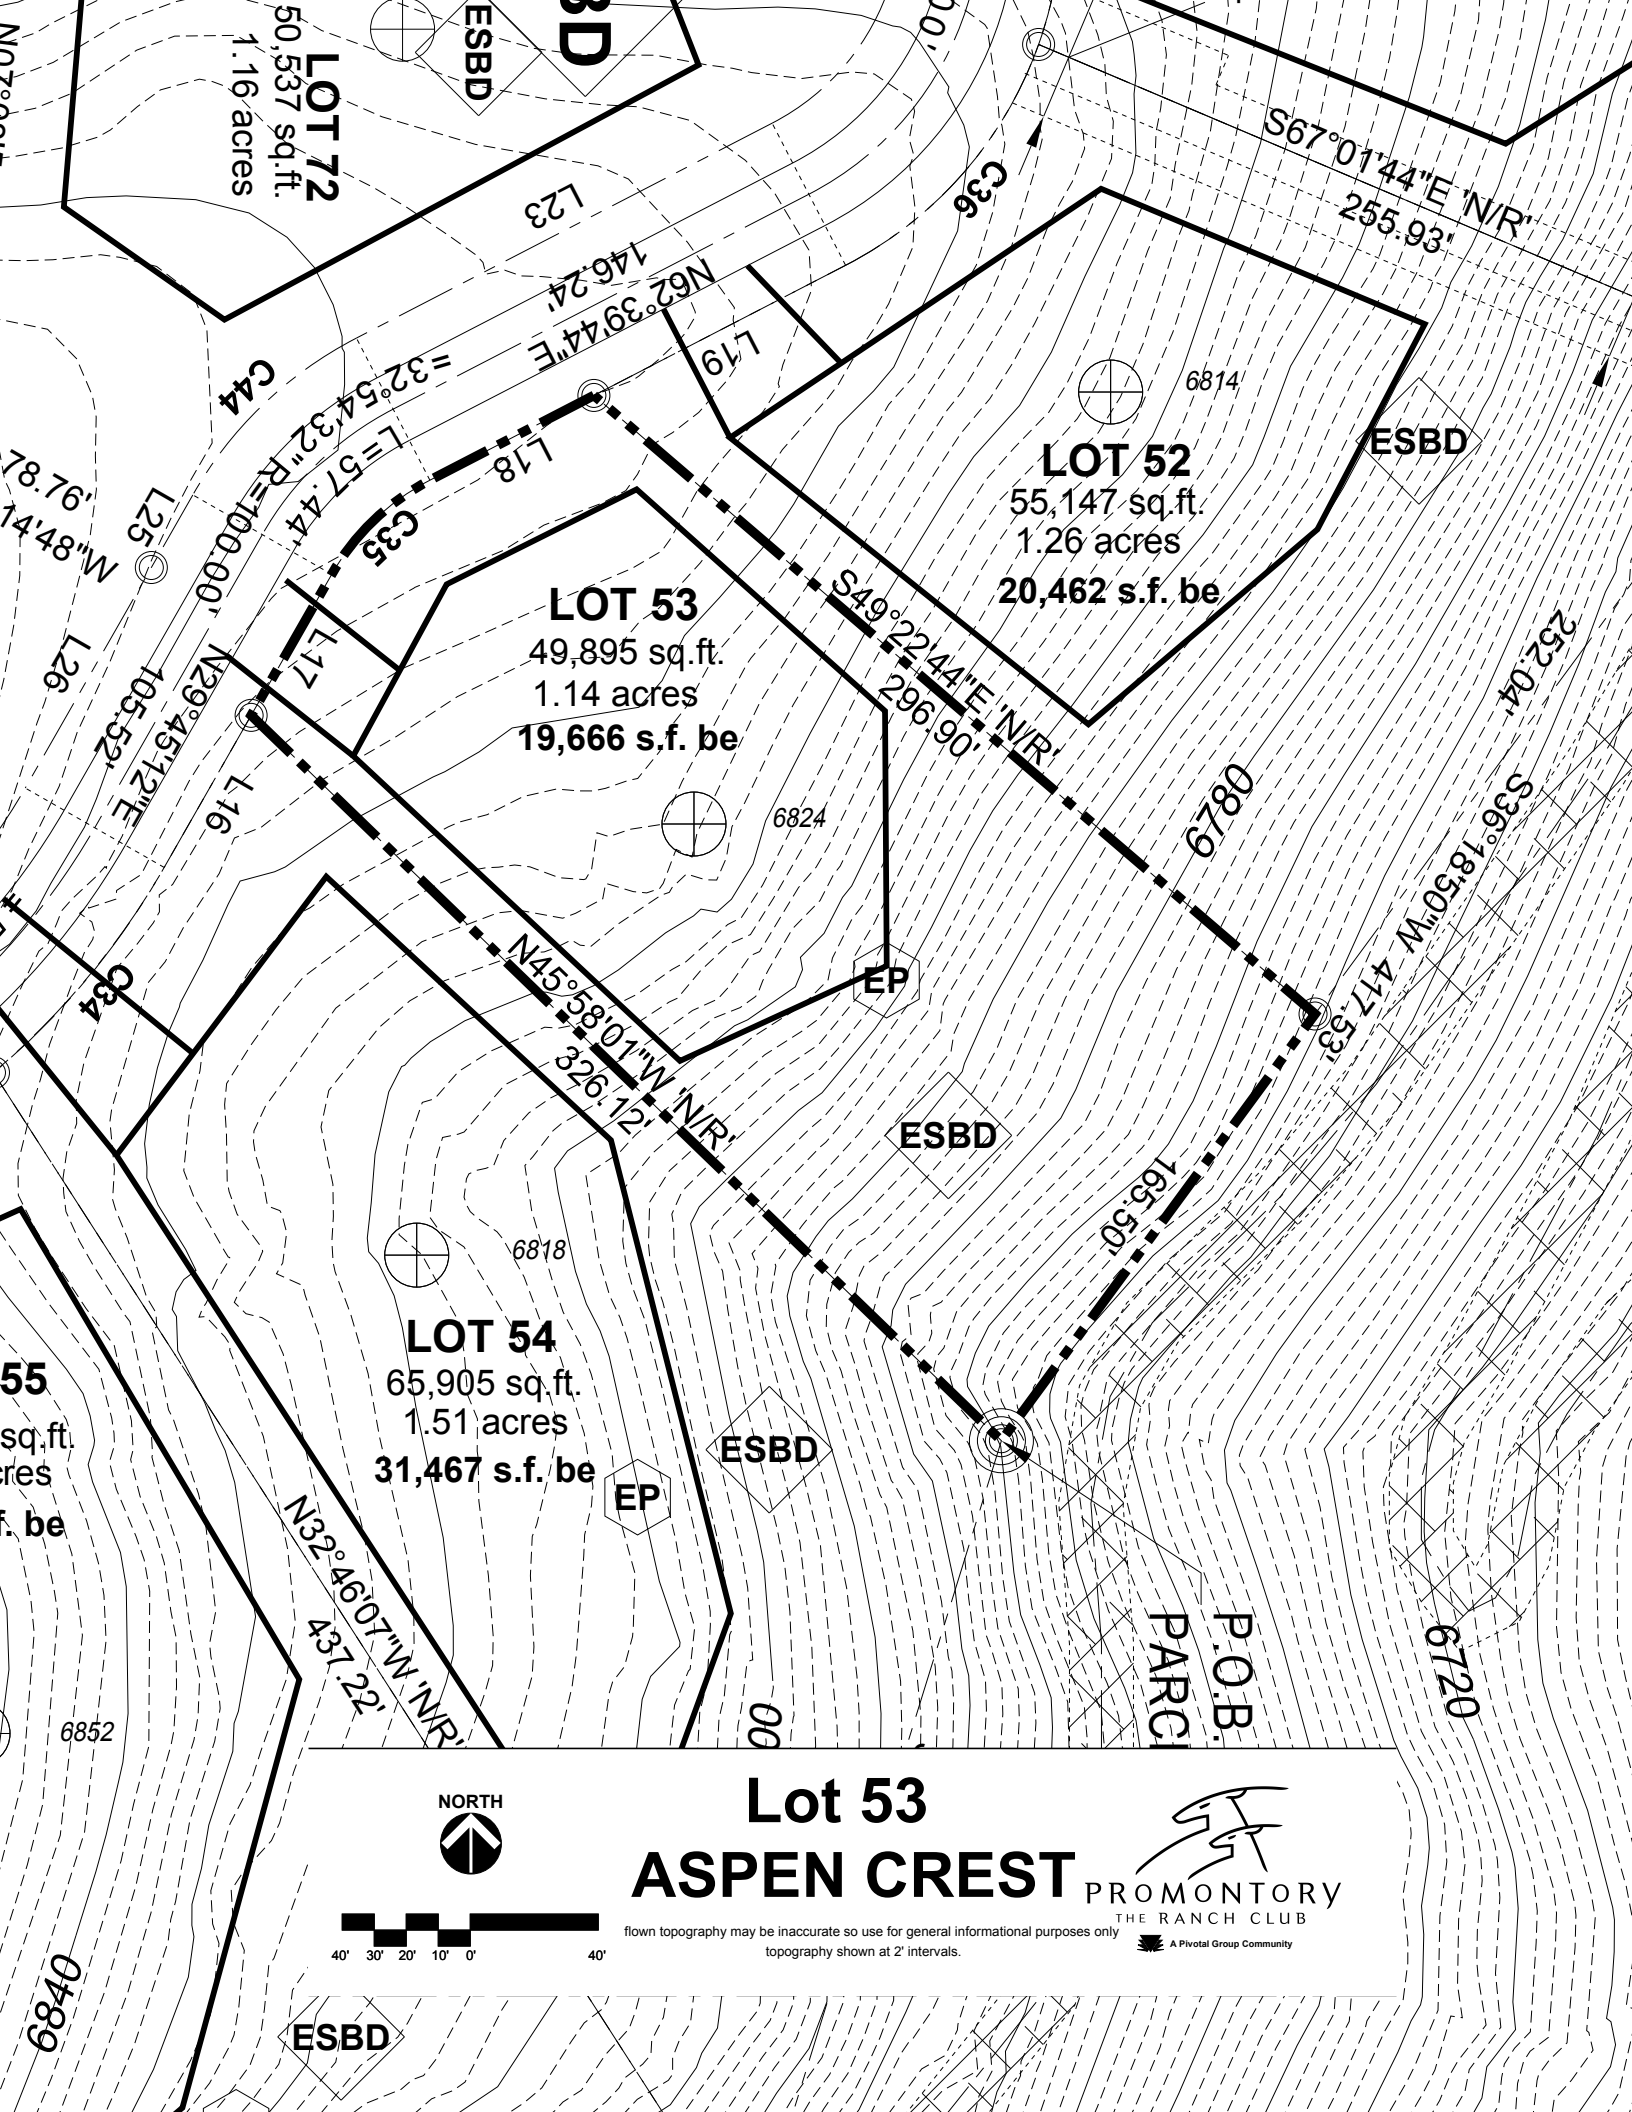 LOT 72
50,537 sq.ft.
1.16 acres
ESBD
BD
00.'
C36
S67°01'44"E 'N/R'
255.93'
L23
146.24'
N62°39'44"E
L19
C44
=32°54'32"
R=100.00'
L=57.44'
L18
C35
78.76'
14'48"W
L25
L26
L17
N29°45'12"E
105.52'
L16
C34
6814
LOT 52
55,147 sq.ft.
1.26 acres
20,462 s.f. be
ESBD
LOT 53
49,895 sq.ft.
1.14 acres
19,666 s.f. be
6824
S49°22'44"E 'N/R'
296.90'
6780
252.04'
S36°18'50"W 417.53'
EP
N45°58'01"W 'N/R'
326.12'
ESBD
165.50'
6818
LOT 54
65,905 sq.ft.
1.51 acres
31,467 s.f. be
EP
ESBD
55
sq.ft.
cres
f. be
N32°46'07"W 'N/R'
437.22'
6852
00
P.O.B.
PARC
6720
6840
ESBD
NORTH
Lot 53
ASPEN CREST
flown topography may be inaccurate so use for general informational purposes only
topography shown at 2' intervals.
40' 30' 20' 10' 0' 40'
PROMONTORY
THE RANCH CLUB
A Pivotal Group Community